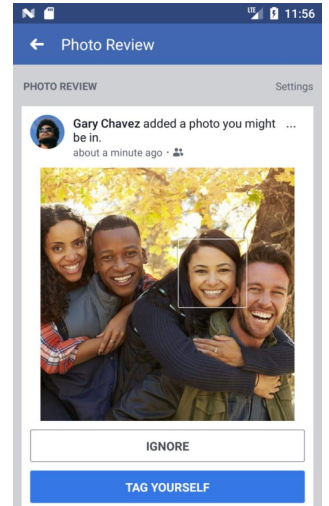 LTE 11:56
Photo Review
PHOTO REVIEW Settings
Gary Chavez added a photo you might ...
be in.
about a minute ago ·
IGNORE
TAG YOURSELF